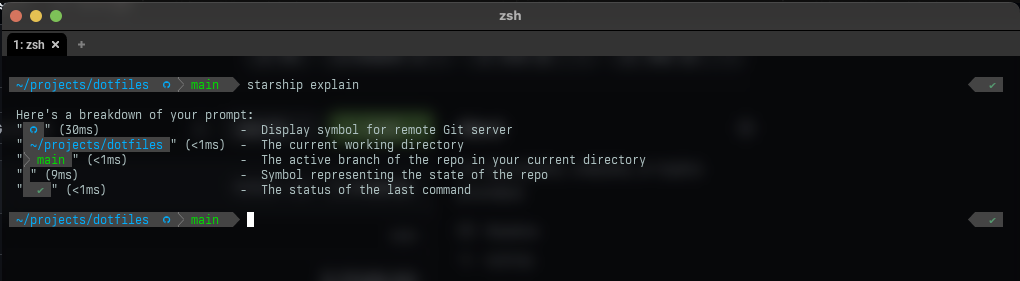 zsh
1: zsh × +
~/projects/dotfiles main starship explain ✔
Here's a breakdown of your prompt:
" " (30ms) - Display symbol for remote Git server
" ~/projects/dotfiles " (<1ms) - The current working directory
" main " (<1ms) - The active branch of the repo in your current directory
" " (9ms) - Symbol representing the state of the repo
" ✔ " (<1ms) - The status of the last command
~/projects/dotfiles main ✔